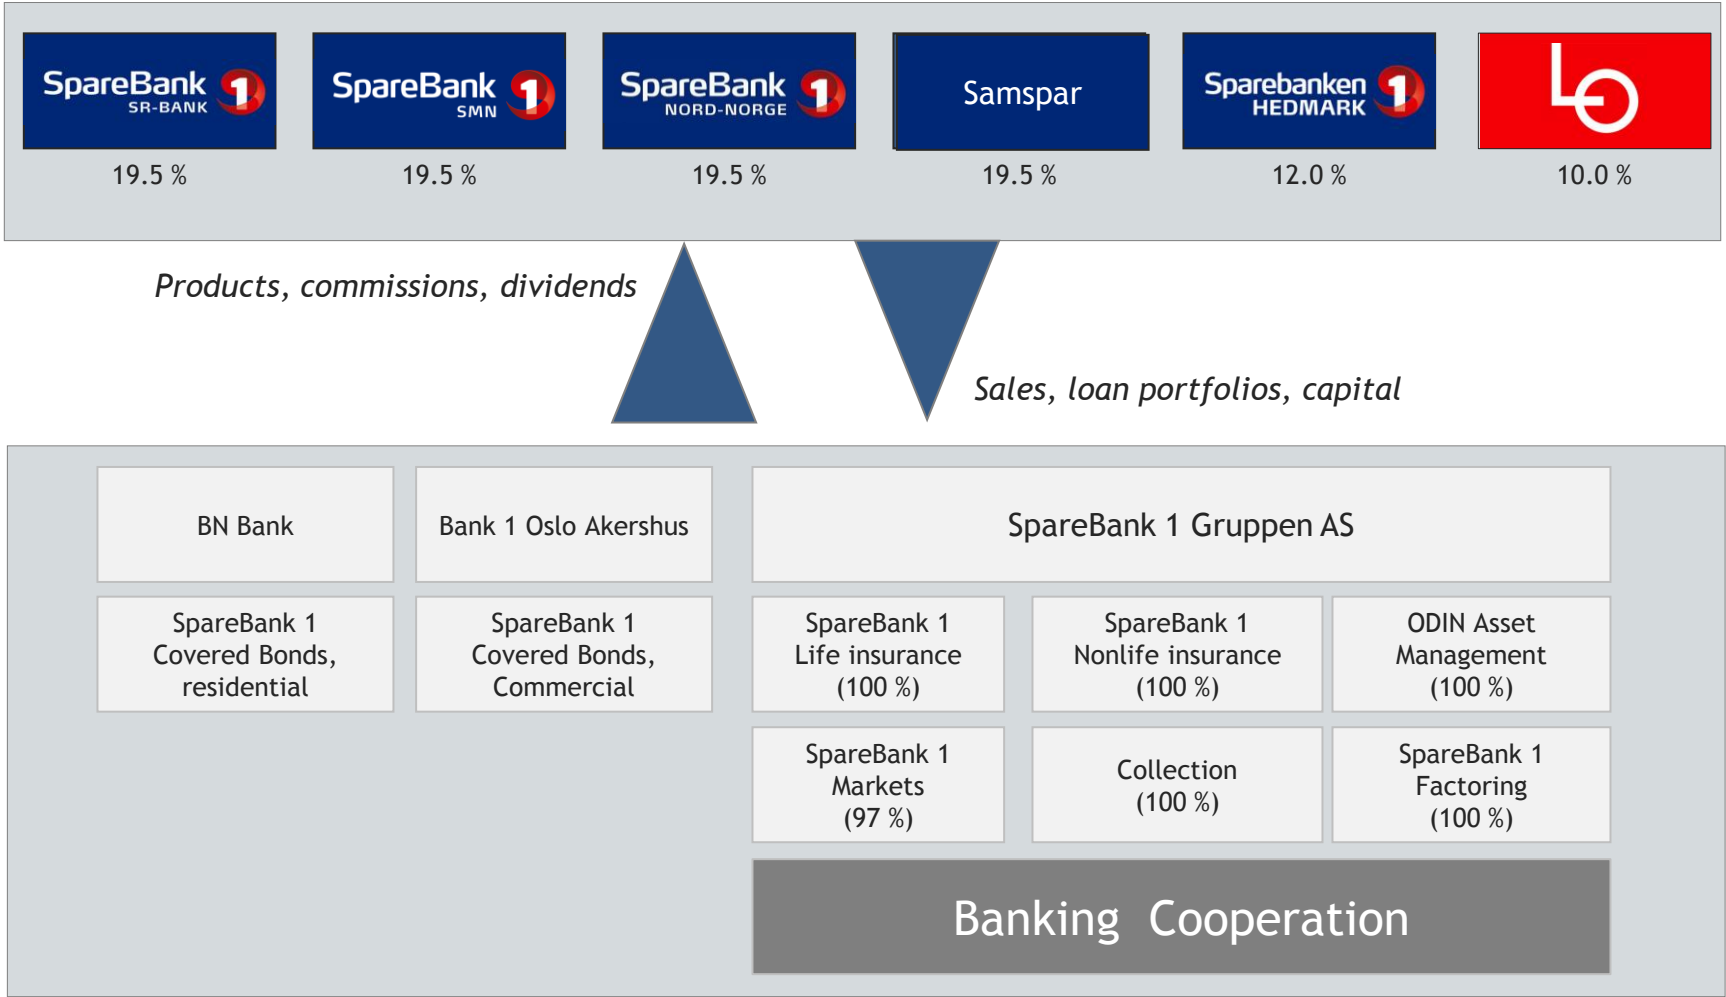 SpareBank 1
SR-BANK
SpareBank 1
SMN
SpareBank 1
NORD-NORGE
Samspar
Sparebanken 1
HEDMARK
LO
19.5 %
19.5 %
19.5 %
19.5 %
12.0 %
10.0 %
Products, commissions, dividends
Sales, loan portfolios, capital
BN Bank
Bank 1 Oslo Akershus
SpareBank 1 Gruppen AS
SpareBank 1
Covered Bonds,
residential
SpareBank 1
Covered Bonds,
Commercial
SpareBank 1
Life insurance
(100 %)
SpareBank 1
Nonlife insurance
(100 %)
ODIN Asset
Management
(100 %)
SpareBank 1
Markets
(97 %)
Collection
(100 %)
SpareBank 1
Factoring
(100 %)
Banking Cooperation